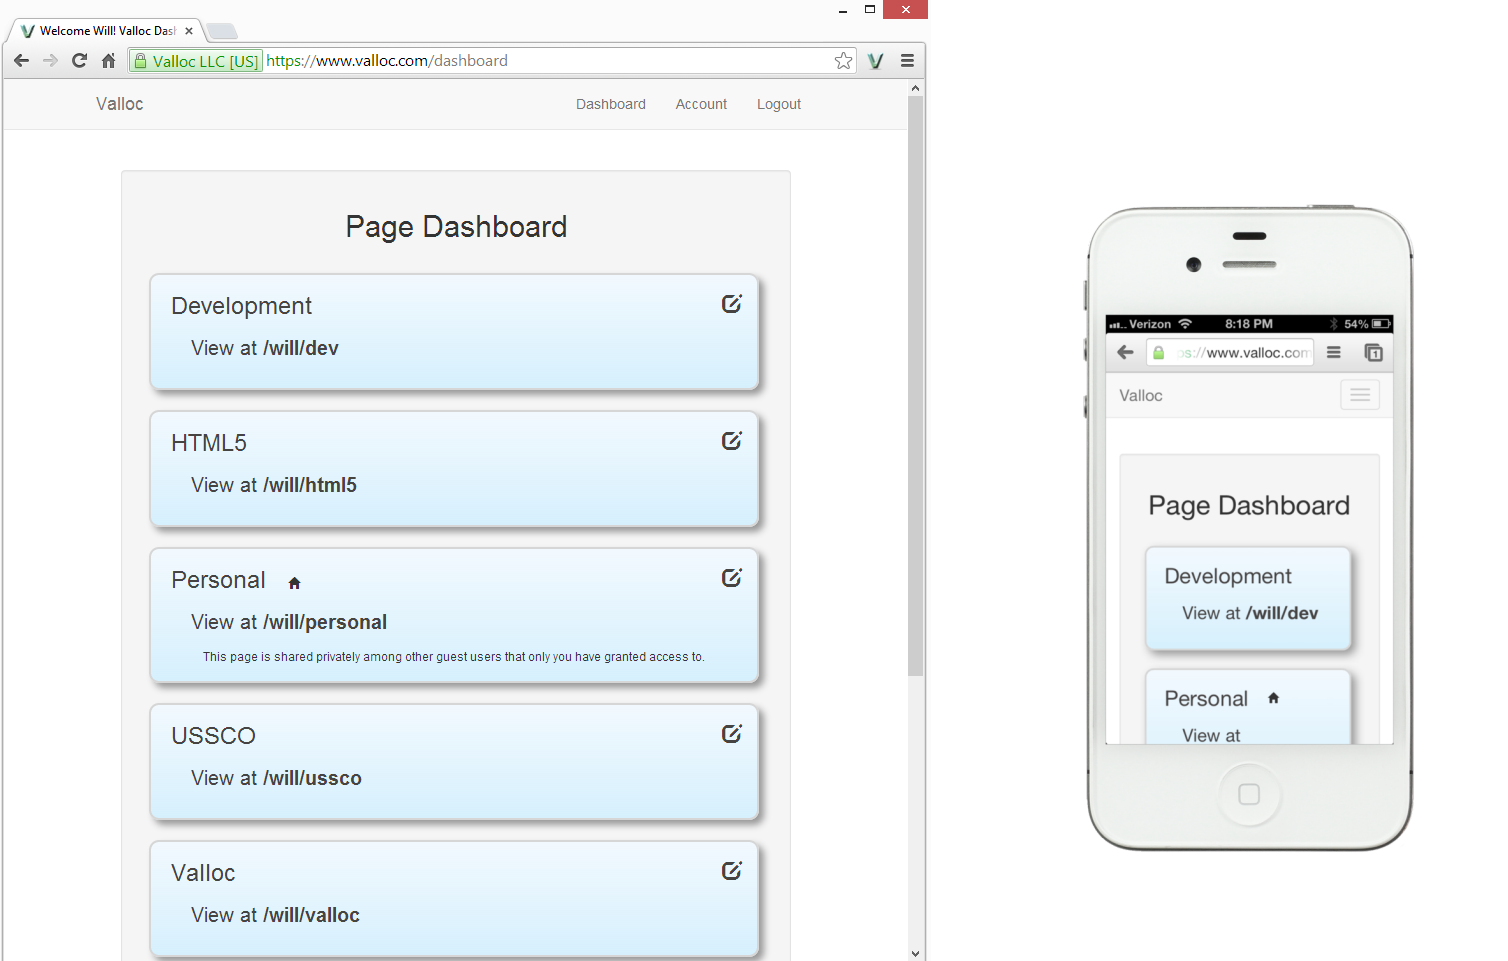 Welcome Will! Valloc Das
Valloc LLC [US] https://www.valloc.com/dashboard
Valloc Dashboard Account Logout
Page Dashboard
Development
View at /will/dev
HTML5
View at /will/html5
Personal
View at /will/personal
This page is shared privately among other guest users that only you have granted access to.
USSCO
View at /will/ussco
Valloc
View at /will/valloc
Verizon 8:18 PM 54%
ps://www.valloc.com 1
Valloc
Page Dashboard
Development
View at /will/dev
Personal
View at